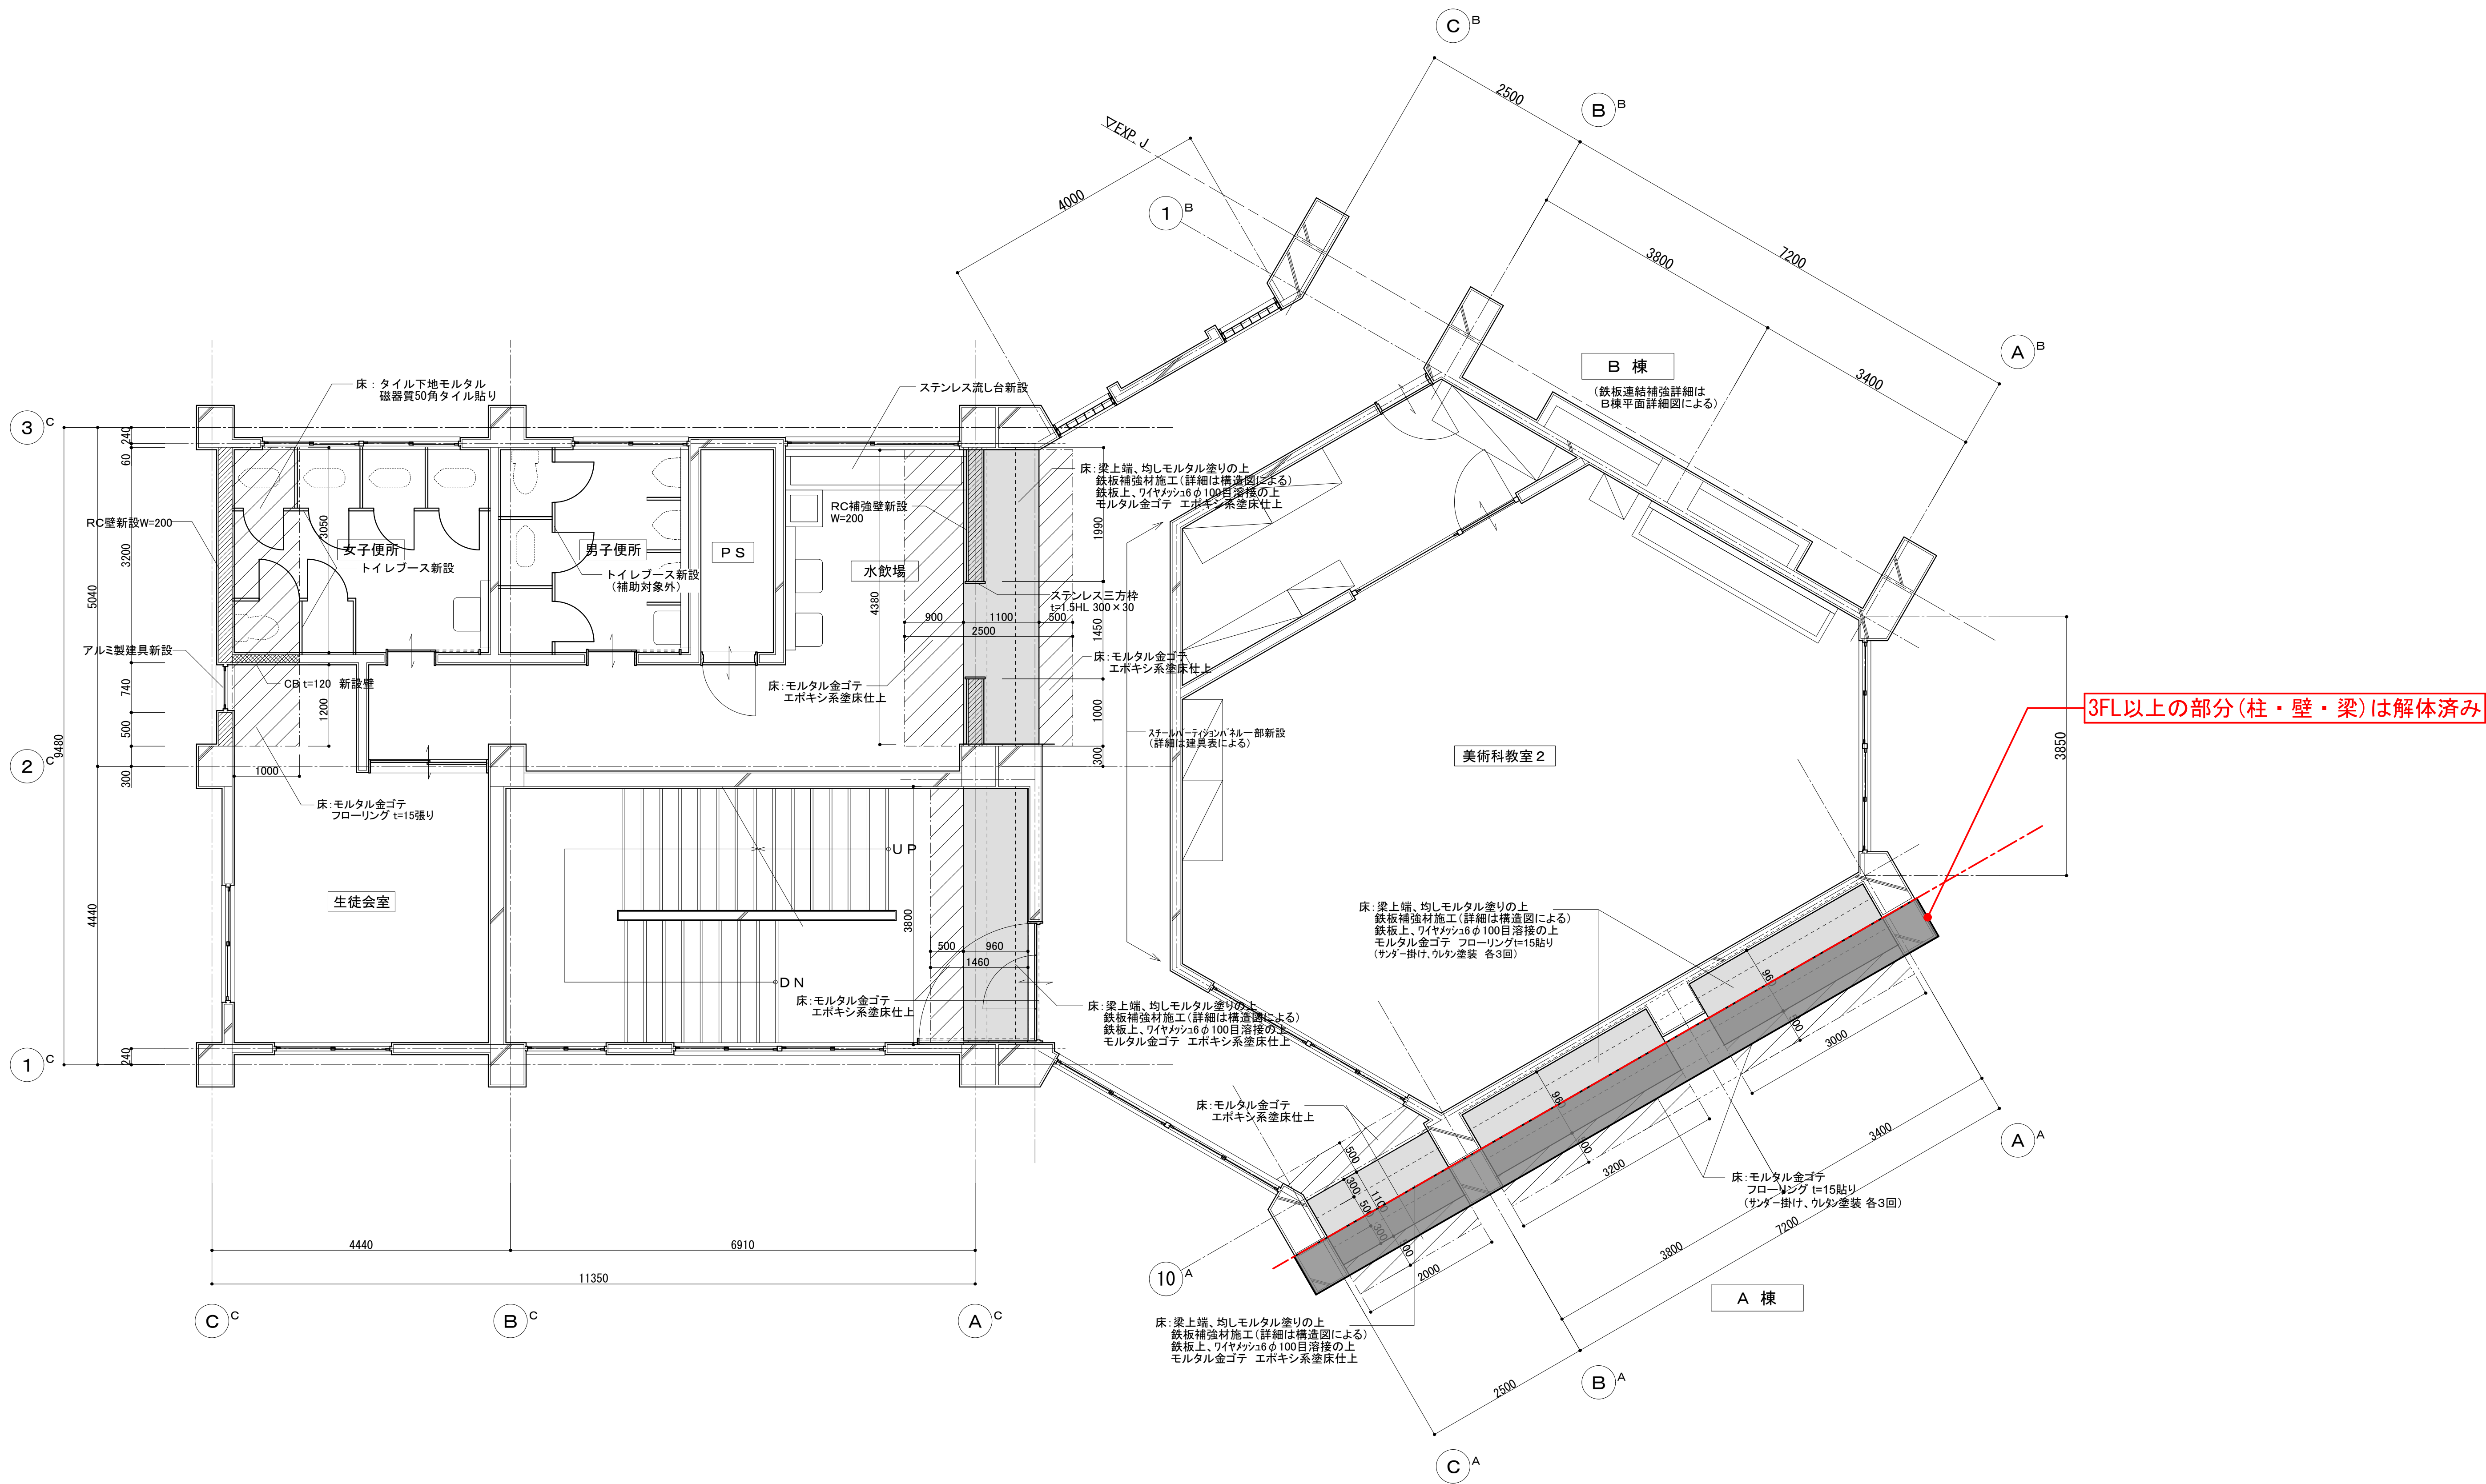 C B
2500
B B
▽EXP. J
4000
1 B
3800
7200
A B
B 棟
(鉄板連結補強詳細は
B棟平面詳細図による)
3400
床 : タイル下地モルタル
磁器質50角タイル貼り
ステンレス流し台新設
3 C
240
60
床:梁上端、均しモルタル塗りの上
鉄板補強材施工(詳細は構造図による)
鉄板上、ワイヤメッシュ6φ100目溶接の上
モルタル金ゴテ エポキシ系塗床仕上
RC壁新設W=200
RC補強壁新設
W=200
3050
3200
1990
女子便所
男子便所
PS
水飲場
トイレブース新設
トイレブース新設
(補助対象外)
5040
4380
ステンレス三方枠
t=1.5HL 300×30
900
1100
500
2500
1450
アルミ製建具新設
CB t=120 新設壁
床:モルタル金ゴテ
エポキシ系塗床仕上
床:モルタル金ゴテ
エポキシ系塗床仕上
740
1200
500
1000
9480
3FL以上の部分(柱・壁・梁)は解体済み
スチールパーティションパネル一部新設
(詳細は建具表による)
美術科教室2
3850
2 C
300
300
1000
床:モルタル金ゴテ
フローリング t=15張り
UP
生徒会室
4440
3800
床:梁上端、均しモルタル塗りの上
鉄板補強材施工(詳細は構造図による)
鉄板上、ワイヤメッシュ6φ100目溶接の上
モルタル金ゴテ フローリングt=15貼り
(サンダー掛け、ウレタン塗装 各3回)
500
960
1460
DN
床:モルタル金ゴテ
エポキシ系塗床仕上
床:梁上端、均しモルタル塗りの上
鉄板補強材施工(詳細は構造図による)
鉄板上、ワイヤメッシュ6φ100目溶接の上
モルタル金ゴテ エポキシ系塗床仕上
960
3000
1 C
240
960
床:モルタル金ゴテ
エポキシ系塗床仕上
3400
A A
500
300
1100
500
300
3200
床:モルタル金ゴテ
フローリング t=15貼り
(サンダー掛け、ウレタン塗装 各3回)
7200
4440
6910
3800
11350
10 A
2000
A 棟
C C
B C
A C
床:梁上端、均しモルタル塗りの上
鉄板補強材施工(詳細は構造図による)
鉄板上、ワイヤメッシュ6φ100目溶接の上
モルタル金ゴテ エポキシ系塗床仕上
2500
B A
C A